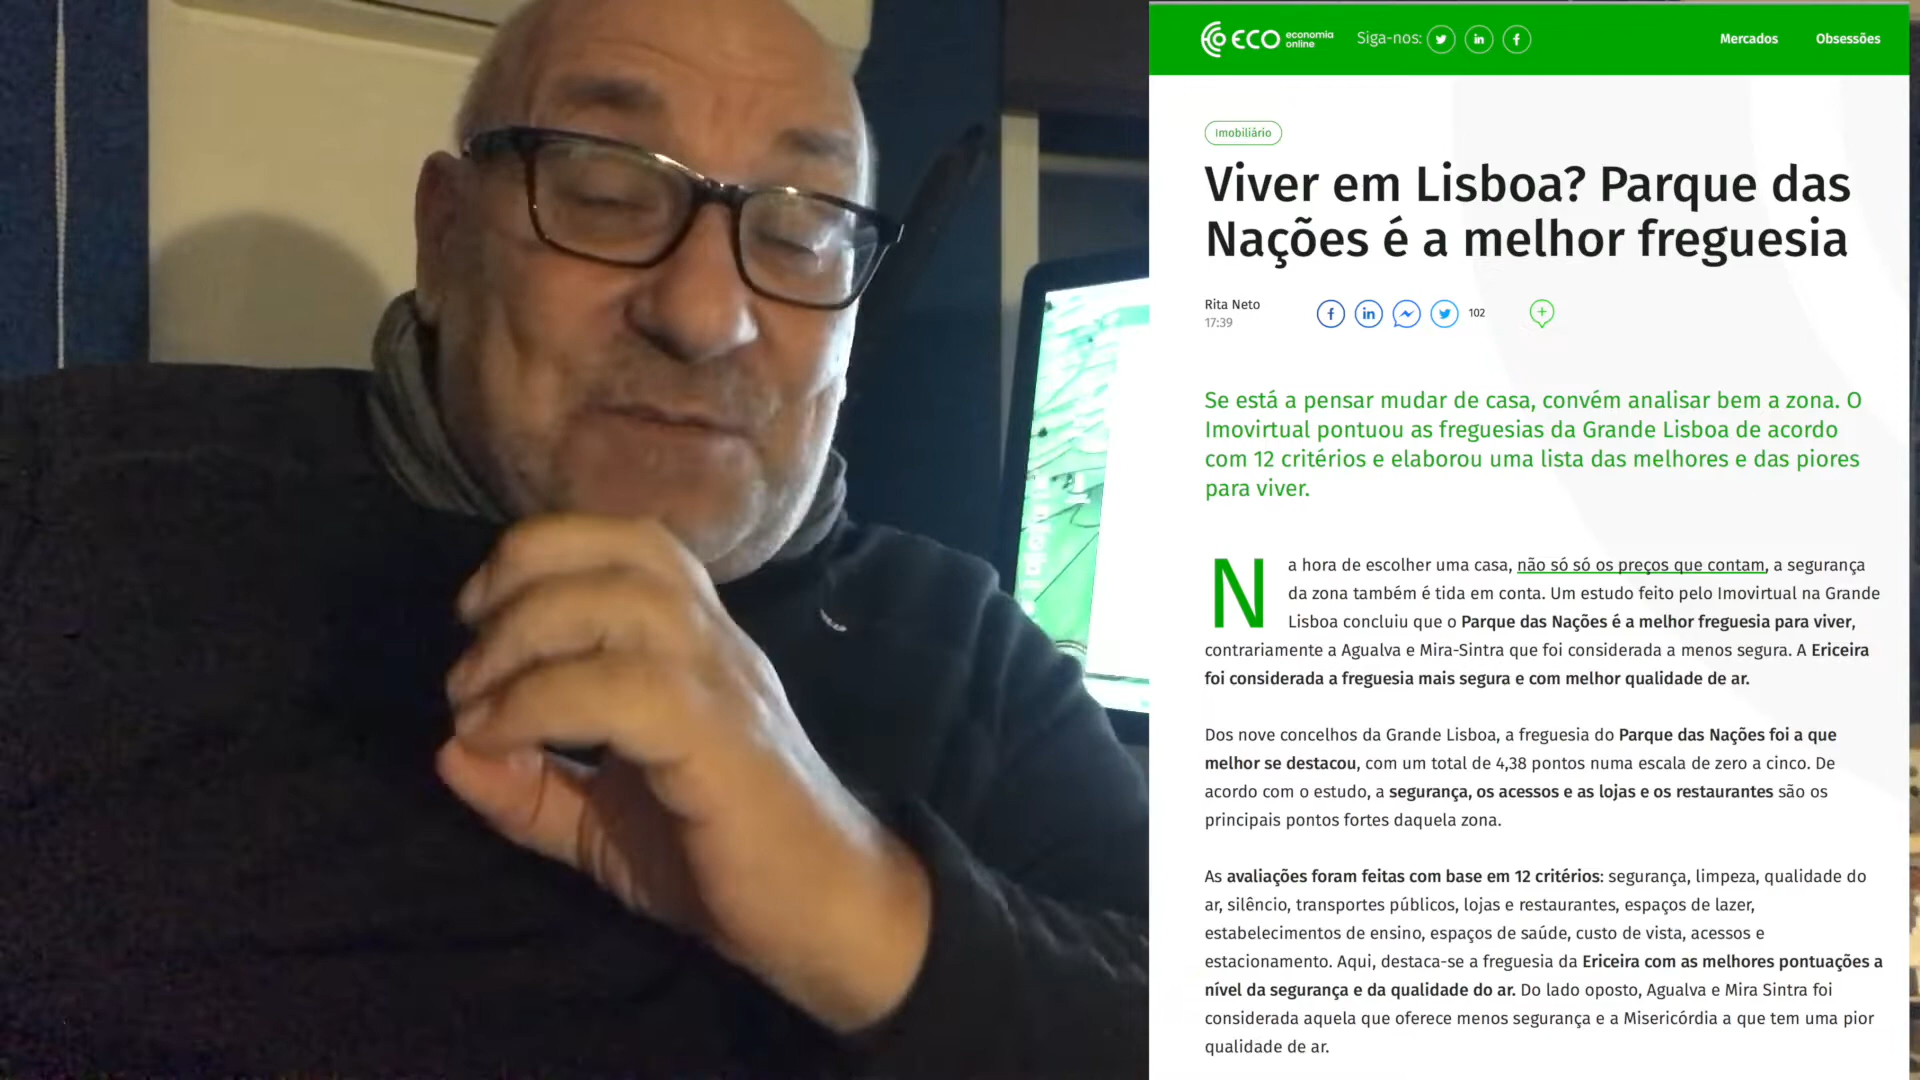 ECO economia online
Siga-nos:
Mercados
Obsessões
Imobiliário
Viver em Lisboa? Parque das
Nações é a melhor freguesia
Rita Neto
17:39
102
Se está a pensar mudar de casa, convém analisar bem a zona. O
Imovirtual pontuou as freguesias da Grande Lisboa de acordo
com 12 critérios e elaborou uma lista das melhores e das piores
para viver.
Na hora de escolher uma casa, não só só os preços que contam, a segurança
da zona também é tida em conta. Um estudo feito pelo Imovirtual na Grande
Lisboa concluiu que o Parque das Nações é a melhor freguesia para viver,
contrariamente a Agualva e Mira-Sintra que foi considerada a menos segura. A Ericeira
foi considerada a freguesia mais segura e com melhor qualidade de ar.
Dos nove concelhos da Grande Lisboa, a freguesia do Parque das Nações foi a que
melhor se destacou, com um total de 4,38 pontos numa escala de zero a cinco. De
acordo com o estudo, a segurança, os acessos e as lojas e os restaurantes são os
principais pontos fortes daquela zona.
As avaliações foram feitas com base em 12 critérios: segurança, limpeza, qualidade do
ar, silêncio, transportes públicos, lojas e restaurantes, espaços de lazer,
estabelecimentos de ensino, espaços de saúde, custo de vista, acessos e
estacionamento. Aqui, destaca-se a freguesia da Ericeira com as melhores pontuações a
nível da segurança e da qualidade do ar. Do lado oposto, Agualva e Mira Sintra foi
considerada aquela que oferece menos segurança e a Misericórdia a que tem uma pior
qualidade de ar.